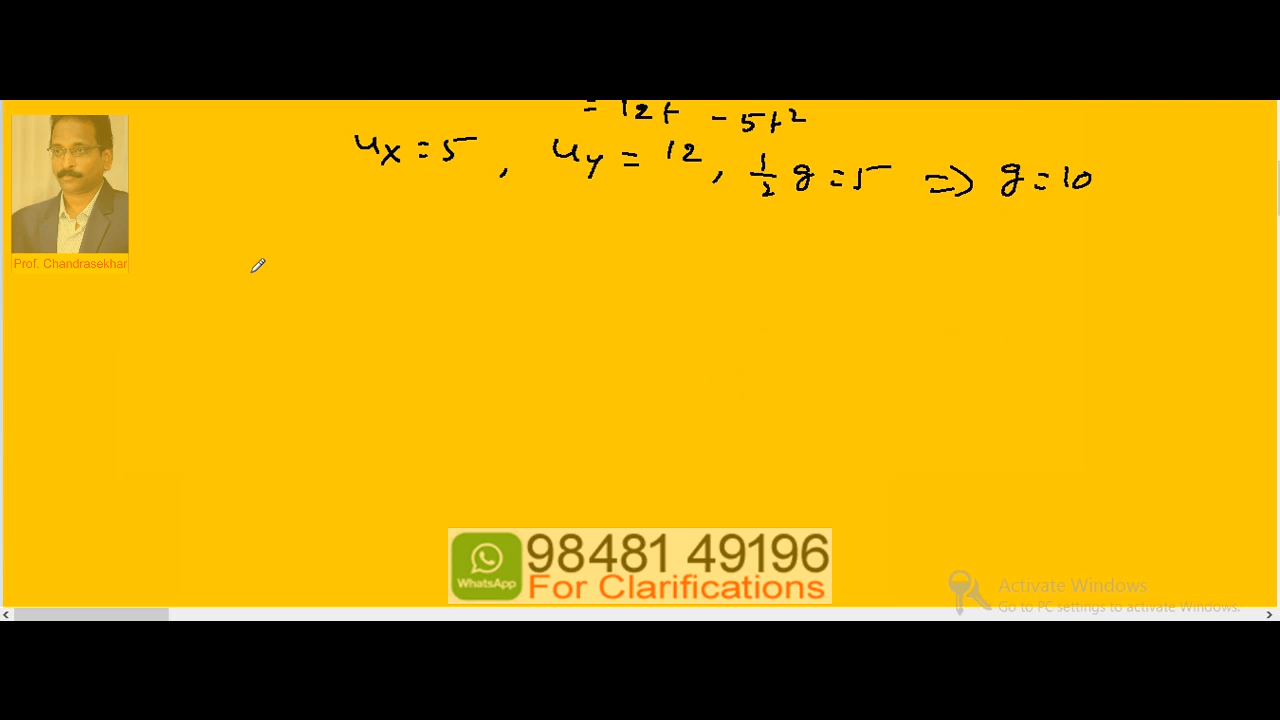 = 12t - 5t²
uₓ = 5 , u_y = 12 , ½ g = 5 ⇒ g = 10
Prof. Chandrasekhar
WhatsApp
98481 49196
For Clarifications
Activate Windows
Go to PC settings to activate Windows.